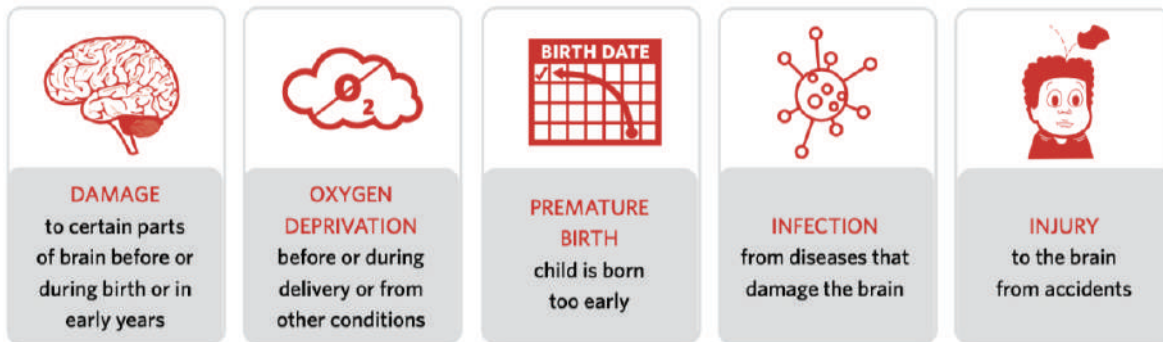 DAMAGE
to certain parts
of brain before or
during birth or in
early years
O
2
OXYGEN
DEPRIVATION
before or during
delivery or from
other conditions
BIRTH DATE
PREMATURE
BIRTH
child is born
too early
INFECTION
from diseases that
damage the brain
INJURY
to the brain
from accidents